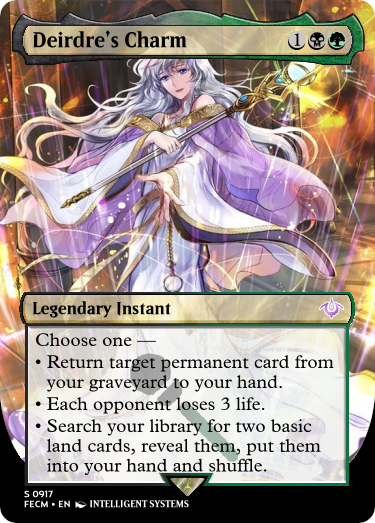 Deirdre's Charm 1
Legendary Instant
Choose one —
• Return target permanent card from
your graveyard to your hand.
• Each opponent loses 3 life.
• Search your library for two basic
land cards, reveal them, put them
into your hand and shuffle.
S 0917
FECM • EN INTELLIGENT SYSTEMS